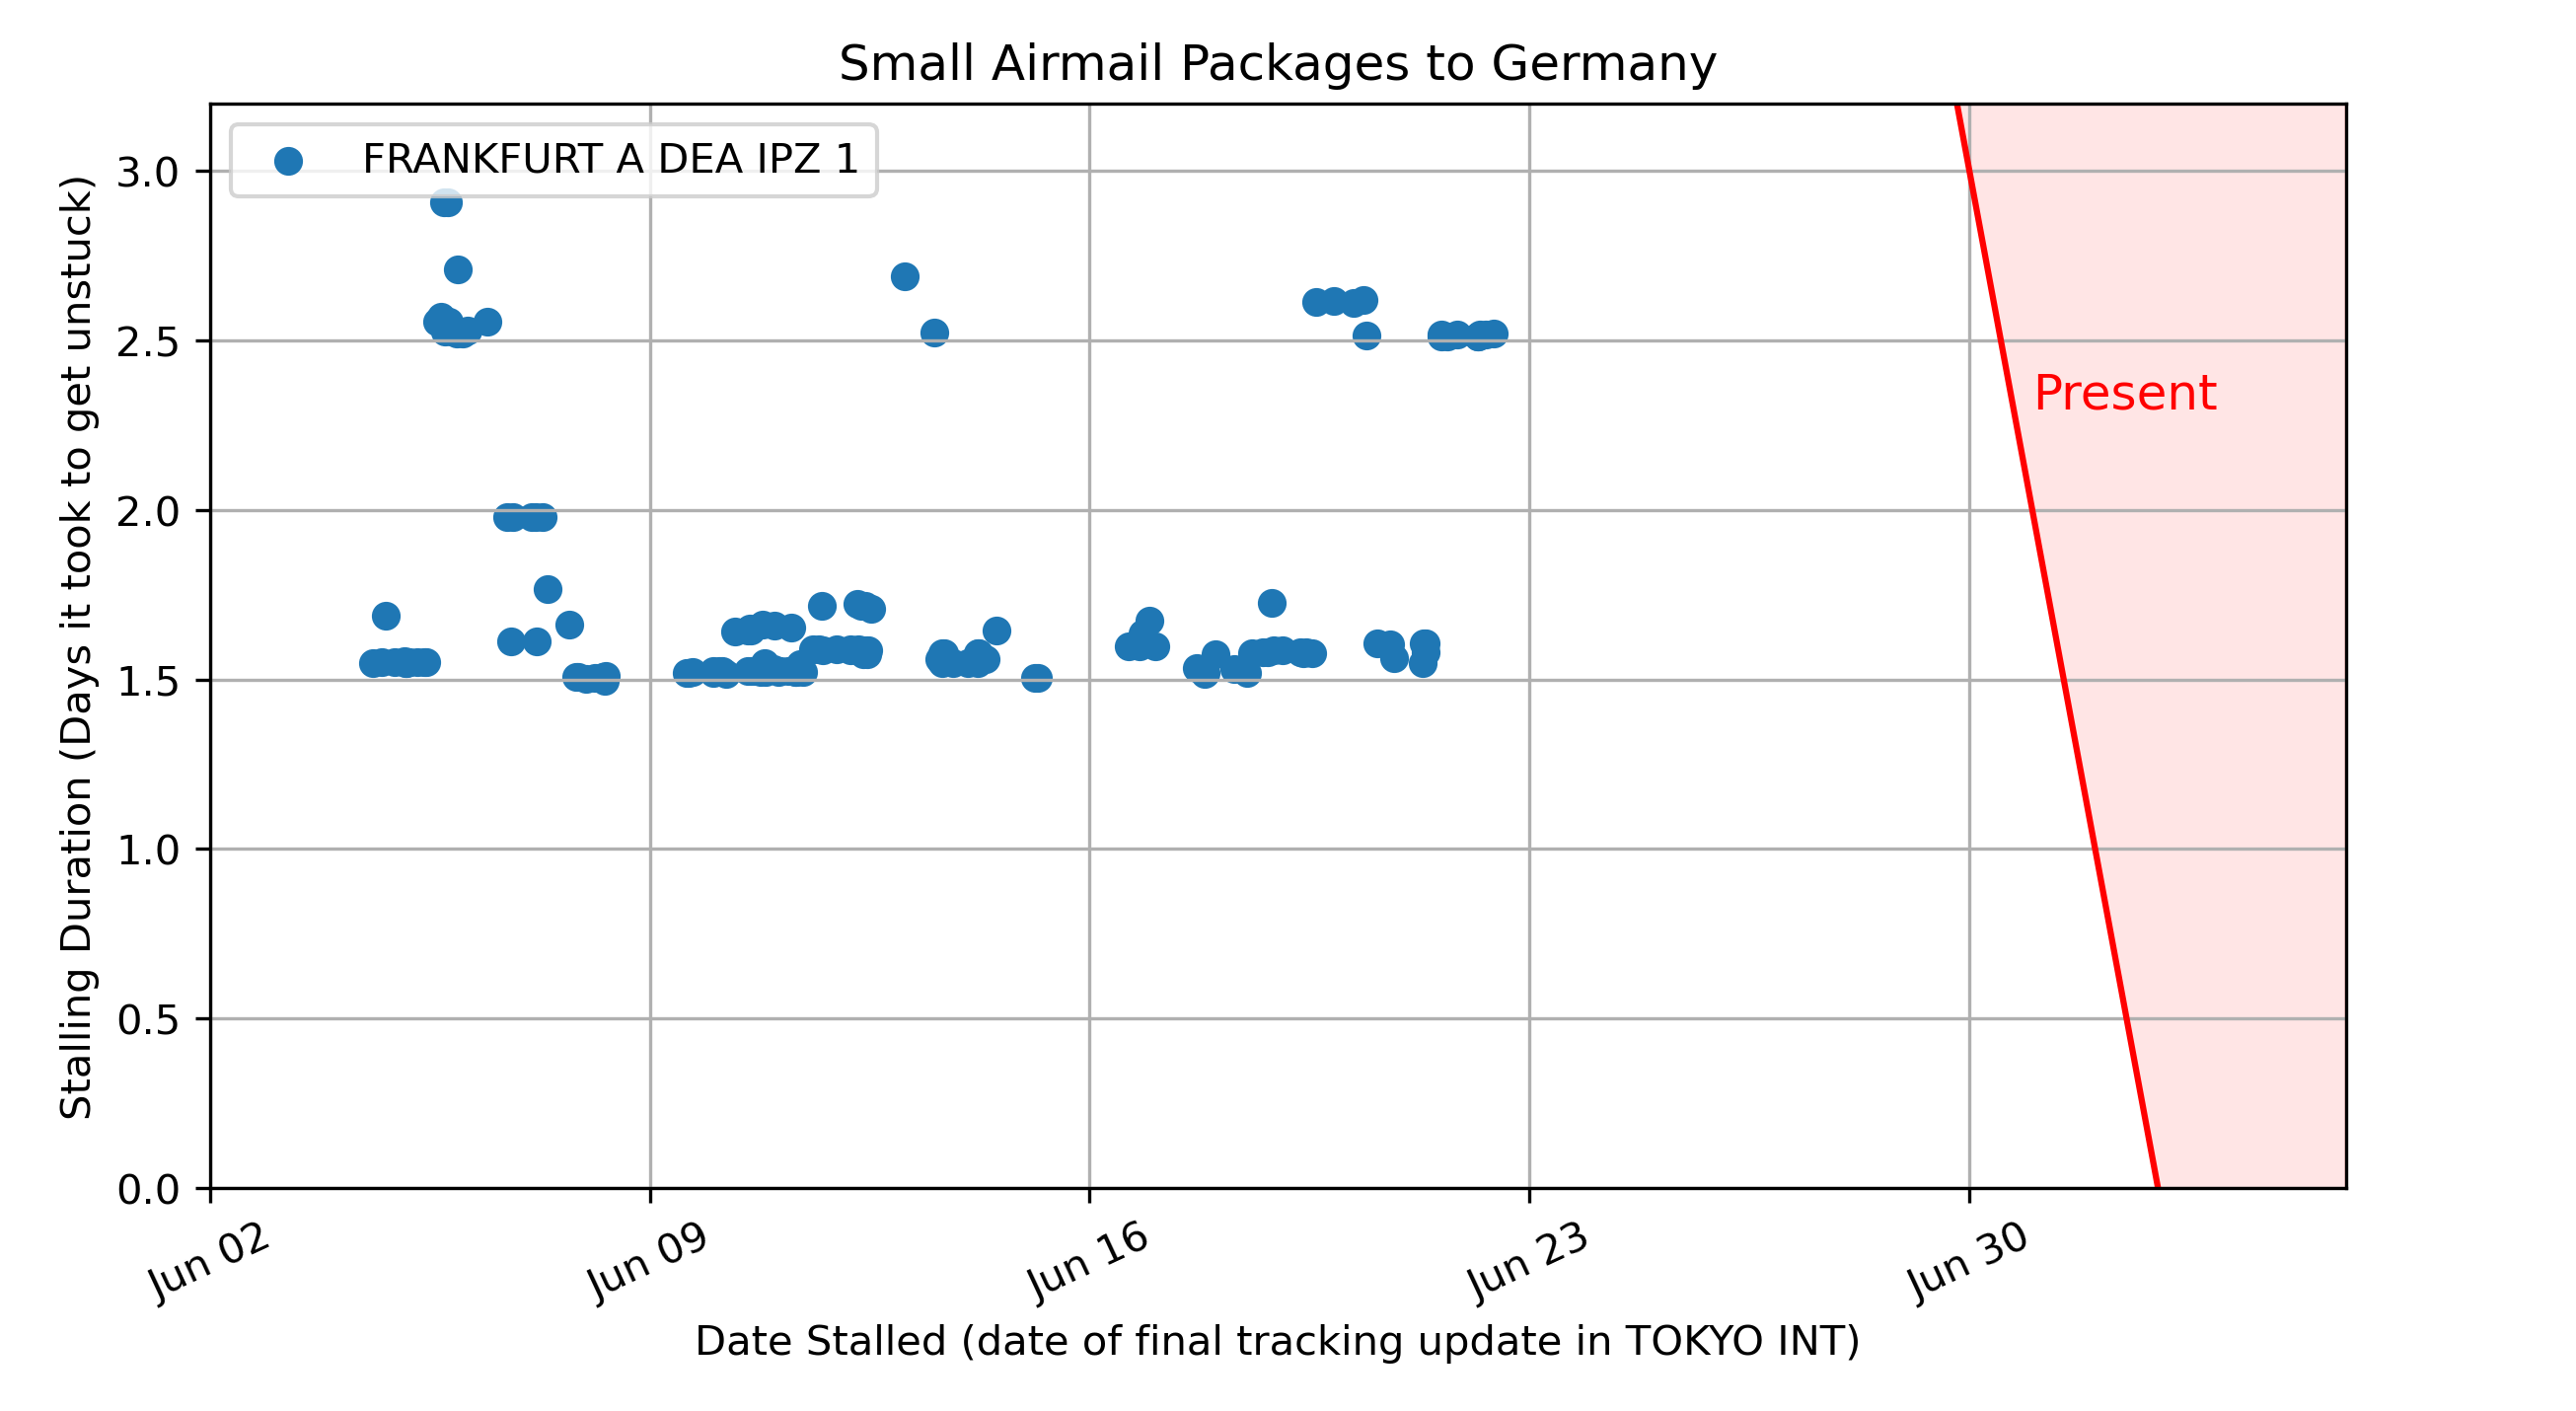 Small Airmail Packages to Germany
FRANKFURT A DEA IPZ 1
Stalling Duration (Days it took to get unstuck)
3.0
2.5
2.0
1.5
1.0
0.5
0.0
Present
Jun 02
Jun 09
Jun 16
Jun 23
Jun 30
Date Stalled (date of final tracking update in TOKYO INT)